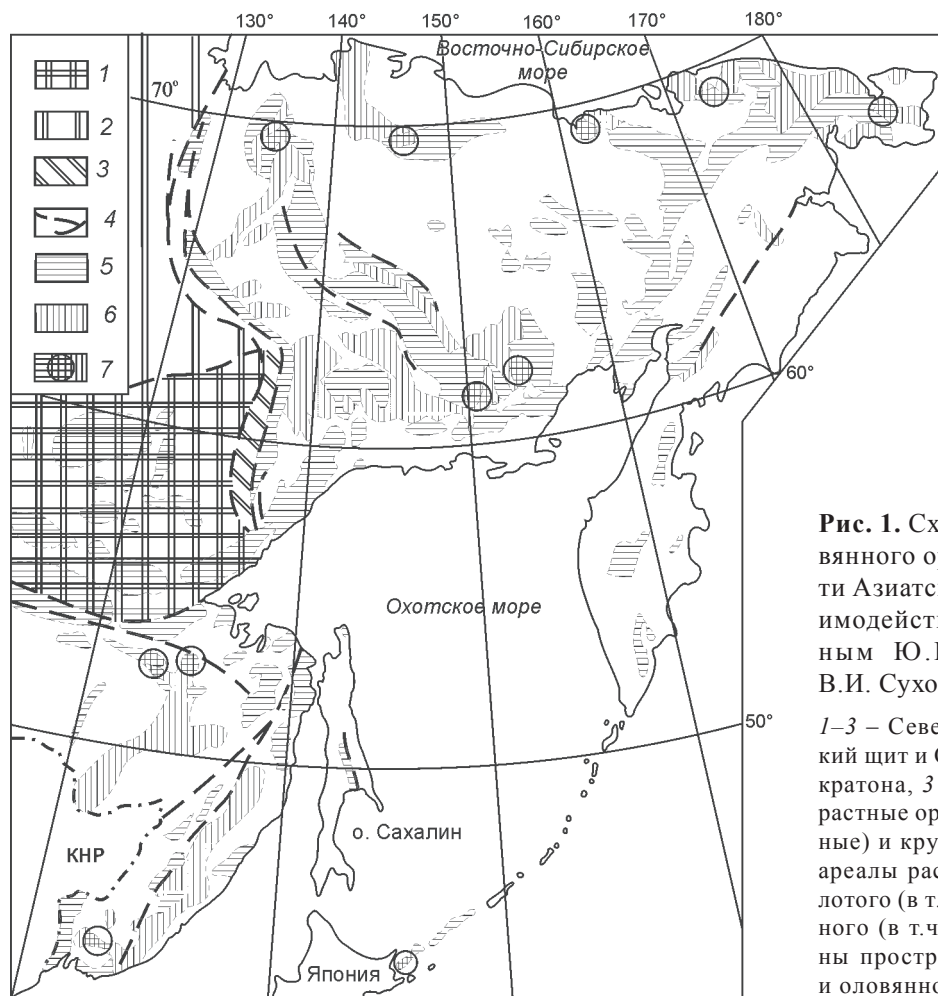 130° 140° 150° 160° 170° 180°
Восточно-Сибирское
море
70°
1
2
3
4
5
6
7
60°
Охотское море
50°
о. Сахалин
КНР
Япония
Рис. 1. Сх
вянного ор
ти Азиатс
имодейств
ным Ю.
В.И. Сухо
1–3 – Севе
кий щит и
кратона, 3
растные ор
ные) и кру
ареалы рас
лотого (в т.
ного (в т.ч
ны простр
и оловянно